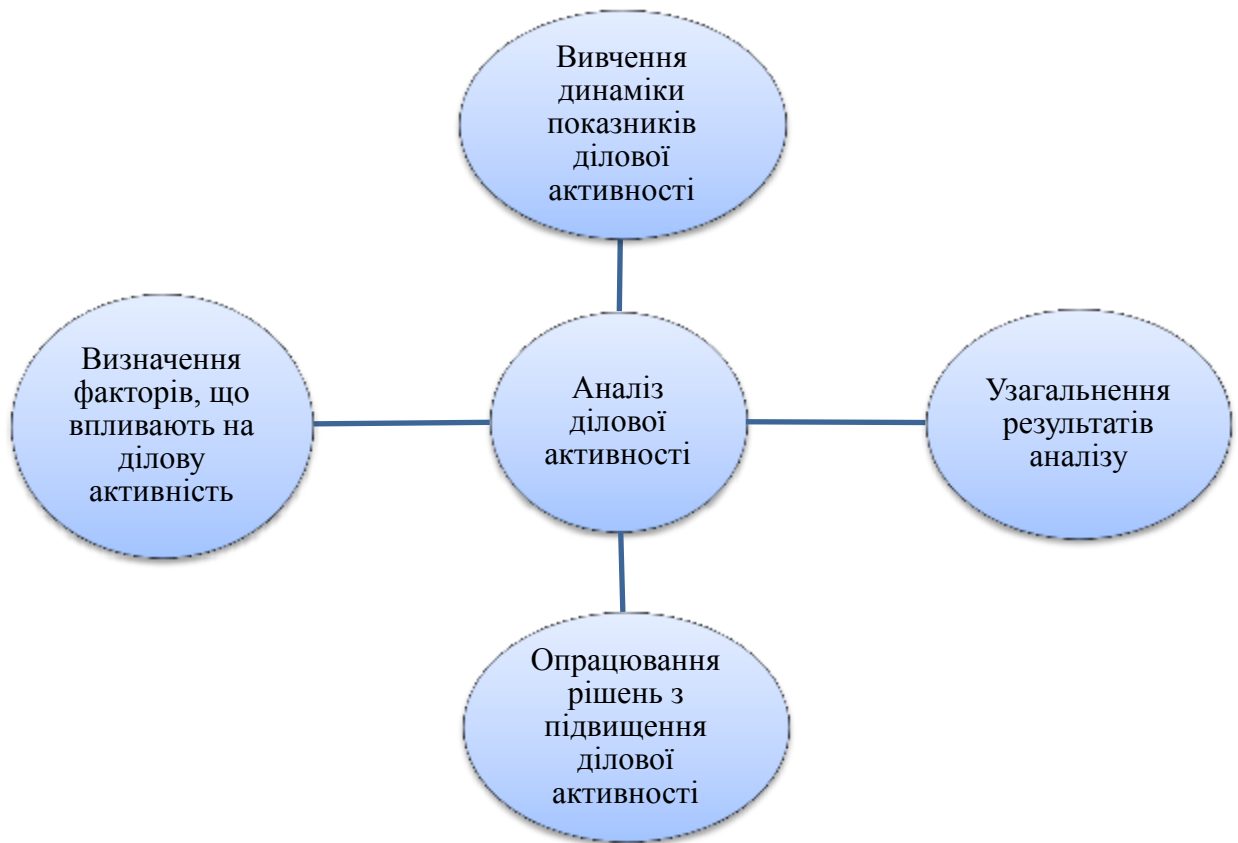 Вивчення
динаміки
показників
ділової
активності
Визначення
факторів, що
впливають на
ділову
активність
Аналіз
ділової
активності
Узагальнення
результатів
аналізу
Опрацювання
рішень з
підвищення
ділової
активності